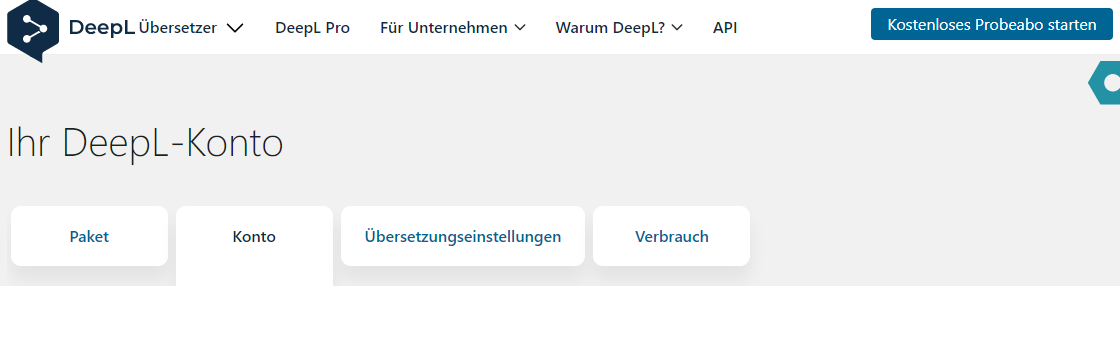 DeepL Übersetzer DeepL Pro Für Unternehmen Warum DeepL? API Kostenloses Probeabo starten
Ihr DeepL-Konto
Paket Konto Übersetzungseinstellungen Verbrauch